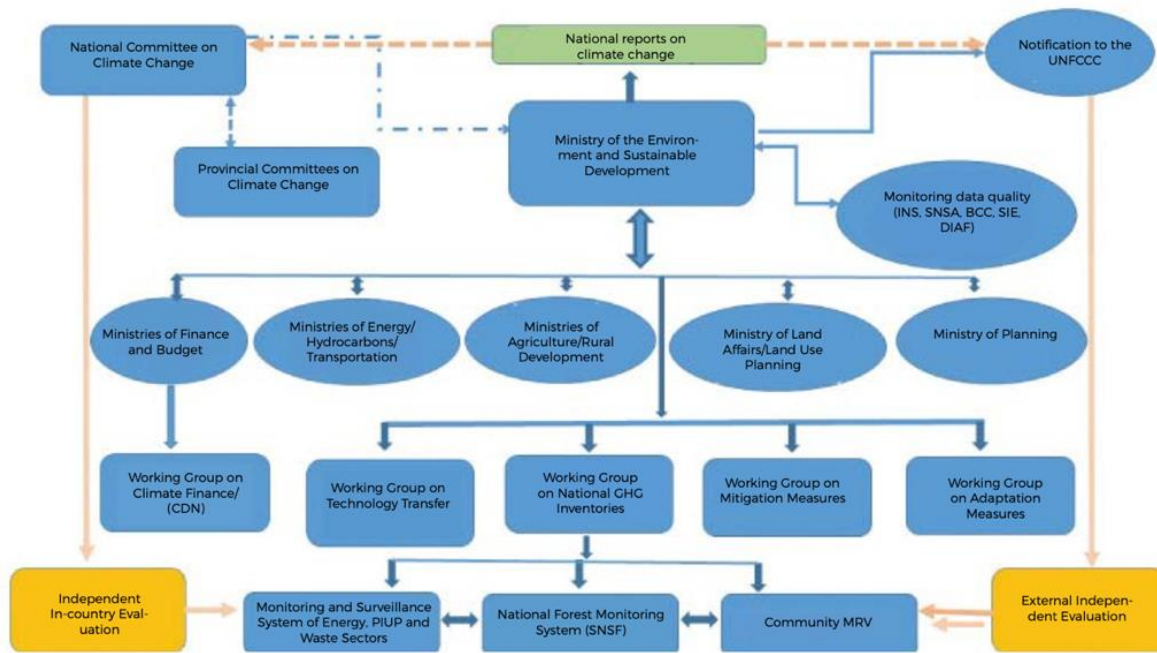 National Committee on
Climate Change
National reports on
climate change
Notification to the
UNFCCC
Ministry of the Environ-
ment and Sustainable
Development
Provincial Committees on
Climate Change
Monitoring data quality
(INS, SNSA, BCC, SIE,
DIAF)
Ministries of Finance
and Budget
Ministries of Energy/
Hydrocarbons/
Transportation
Ministries of
Agriculture/Rural
Development
Ministry of Land
Affairs/Land Use
Planning
Ministry of Planning
Working Group on
Climate Finance/
(CDN)
Working Group on
Technology Transfer
Working Group
on National GHG
Inventories
Working Group on
Mitigation Measures
Working Group
on Adaptation
Measures
Independent
In-country Eval-
uation
Monitoring and Surveillance
System of Energy, PIUP and
Waste Sectors
National Forest Monitoring
System (SNSF)
Community MRV
External Indepen-
dent Evaluation